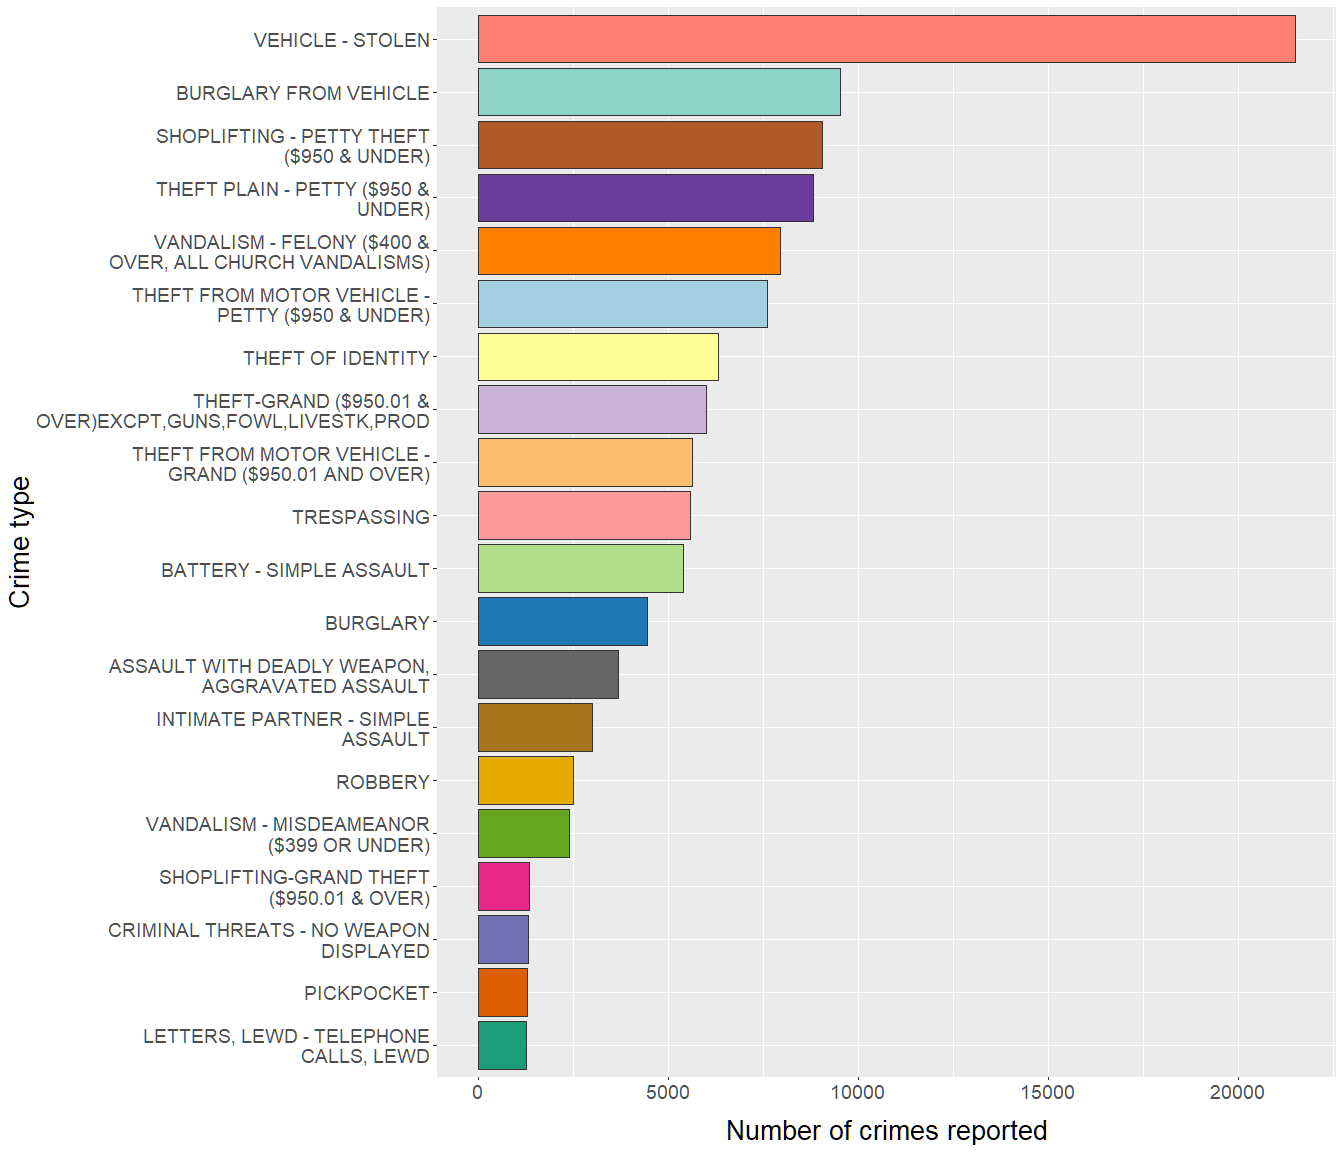 VEHICLE - STOLEN
BURGLARY FROM VEHICLE
SHOPLIFTING - PETTY THEFT
($950 & UNDER)
THEFT PLAIN - PETTY ($950 &
UNDER)
VANDALISM - FELONY ($400 &
OVER, ALL CHURCH VANDALISMS)
THEFT FROM MOTOR VEHICLE -
PETTY ($950 & UNDER)
THEFT OF IDENTITY
THEFT-GRAND ($950.01 &
OVER)EXCPT,GUNS,FOWL,LIVESTK,PROD
THEFT FROM MOTOR VEHICLE -
GRAND ($950.01 AND OVER)
TRESPASSING
BATTERY - SIMPLE ASSAULT
BURGLARY
ASSAULT WITH DEADLY WEAPON,
AGGRAVATED ASSAULT
INTIMATE PARTNER - SIMPLE
ASSAULT
ROBBERY
VANDALISM - MISDEAMEANOR
($399 OR UNDER)
SHOPLIFTING-GRAND THEFT
($950.01 & OVER)
CRIMINAL THREATS - NO WEAPON
DISPLAYED
PICKPOCKET
LETTERS, LEWD - TELEPHONE
CALLS, LEWD
Crime type
0 5000 10000 15000 20000
Number of crimes reported